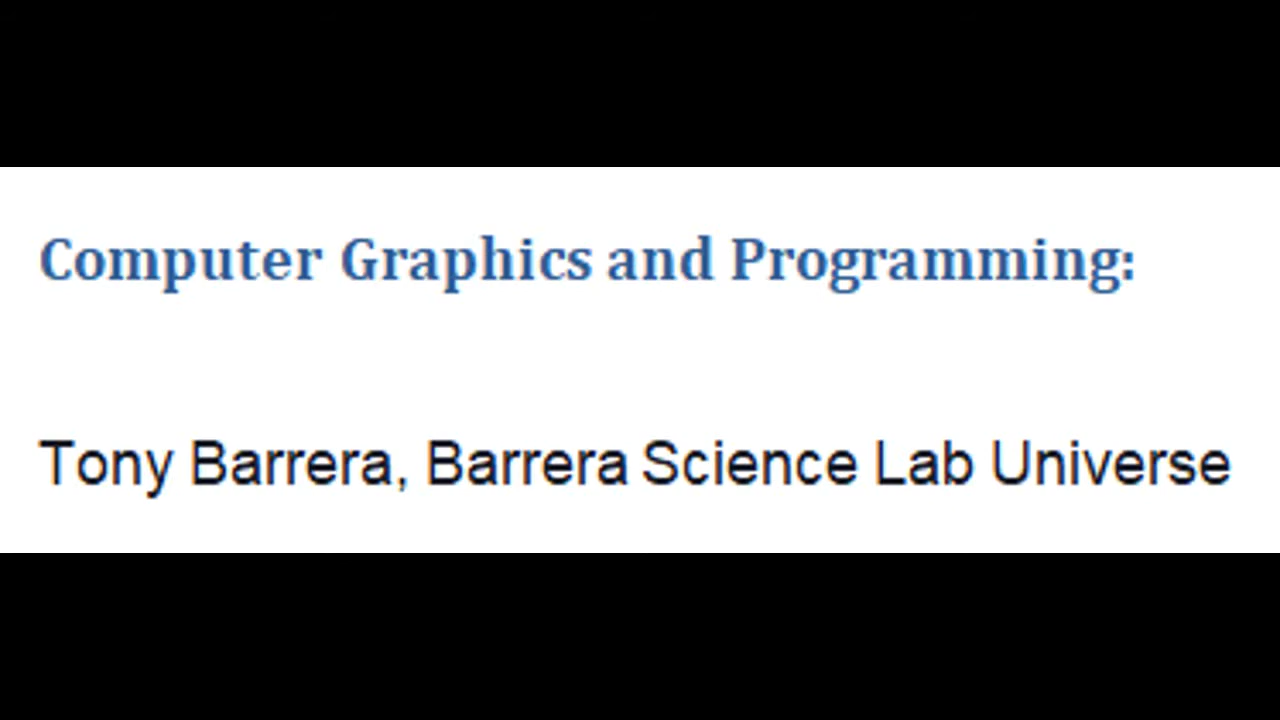 Computer Graphics and Programming:
Tony Barrera, Barrera Science Lab Universe